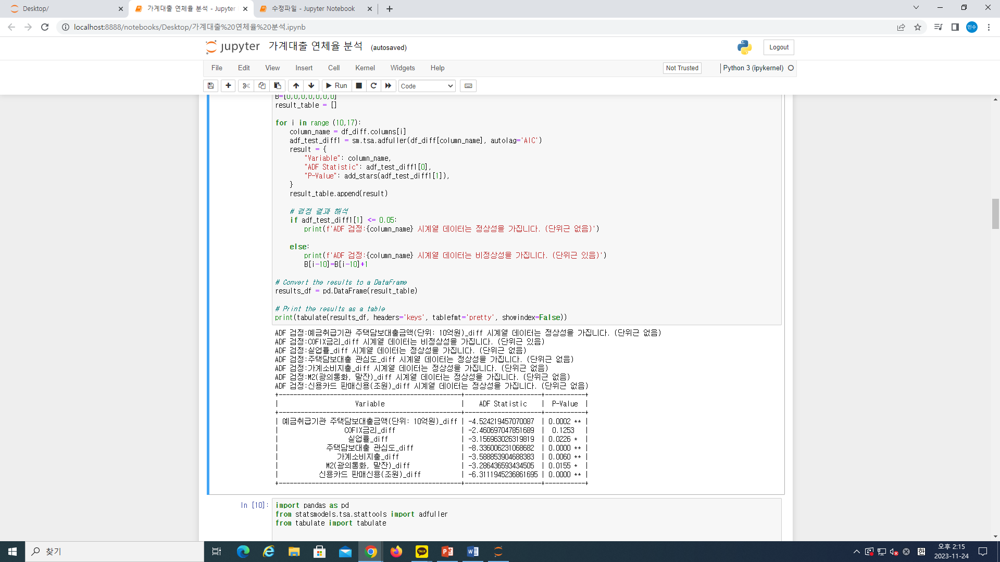 Desktop/
가계대출 연체율 분석 - Jupyter
수정파일 - Jupyter Notebook
localhost:8888/notebooks/Desktop/가계대출%20연체율%20분석.ipynb
민수
jupyter 가계대출 연체율 분석 (autosaved)
Logout
File Edit View Insert Cell Kernel Widgets Help
Not Trusted
Python 3 (ipykernel)
Run
Code
B=[0,0,0,0,0,0,0]
result_table = []
for i in range (10,17):
column_name = df_diff.columns[i]
adf_test_diff1 = sm.tsa.adfuller(df_diff[column_name], autolag='AIC')
result = {
"Variable": column_name,
"ADF Statistic": adf_test_diff1[0],
"P-Value": add_stars(adf_test_diff1[1]),
}
result_table.append(result)
# 검정 결과 해석
if adf_test_diff1[1] <= 0.05:
print(f'ADF 검정:{column_name} 시계열 데이터는 정상성을 가집니다. (단위근 없음)')
else:
print(f'ADF 검정:{column_name} 시계열 데이터는 비정상성을 가집니다. (단위근 있음)')
B[i-10]=B[i-10]+1
# Convert the results to a DataFrame
results_df = pd.DataFrame(result_table)
# Print the results as a table
print(tabulate(results_df, headers='keys', tablefmt='pretty', showindex=False))
ADF 검정:예금취급기관 주택담보대출금액(단위: 10억원)_diff 시계열 데이터는 정상성을 가집니다. (단위근 없음)
ADF 검정:COFIX금리_diff 시계열 데이터는 비정상성을 가집니다. (단위근 있음)
ADF 검정:실업률_diff 시계열 데이터는 정상성을 가집니다. (단위근 없음)
ADF 검정:주택담보대출 관심도_diff 시계열 데이터는 정상성을 가집니다. (단위근 없음)
ADF 검정:가계소비지출_diff 시계열 데이터는 정상성을 가집니다. (단위근 없음)
ADF 검정:M2(광의통화, 말잔)_diff 시계열 데이터는 정상성을 가집니다. (단위근 없음)
ADF 검정:신용카드 판매신용(조원)_diff 시계열 데이터는 정상성을 가집니다. (단위근 없음)
| Variable | ADF Statistic | P-Value |
| 예금취급기관 주택담보대출금액(단위: 10억원)_diff | -4.524219457070087 | 0.0002 ** |
| COFIX금리_diff | -2.460697047851689 | 0.1253 |
| 실업률_diff | -3.156963026319819 | 0.0226 * |
| 주택담보대출 관심도_diff | -8.336006231068682 | 0.0000 ** |
| 가계소비지출_diff | -3.588853904688383 | 0.0060 ** |
| M2(광의통화, 말잔)_diff | -3.286436593434505 | 0.0155 * |
| 신용카드 판매신용(조원)_diff | -6.3111945236861695 | 0.0000 ** |
In [10]:
import pandas as pd
from statsmodels.tsa.stattools import adfuller
from tabulate import tabulate
찾기
TALK
한
오후 2:15
2023-11-24